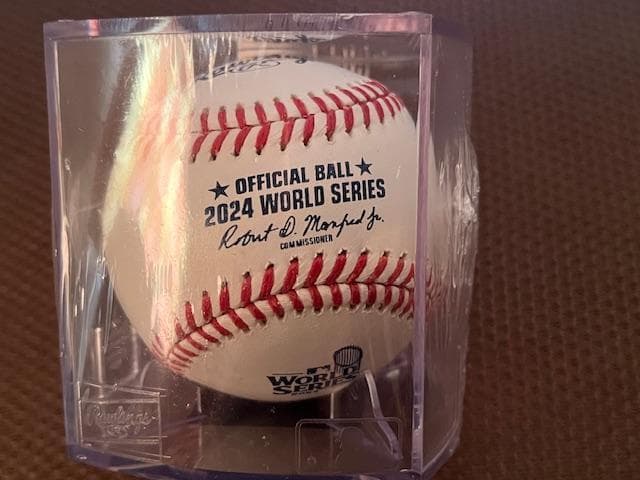 ★ OFFICIAL BALL ★
2024 WORLD SERIES
Robert D. Manfred Jr.
COMMISSIONER
WORLD
SERIES
Rawlings